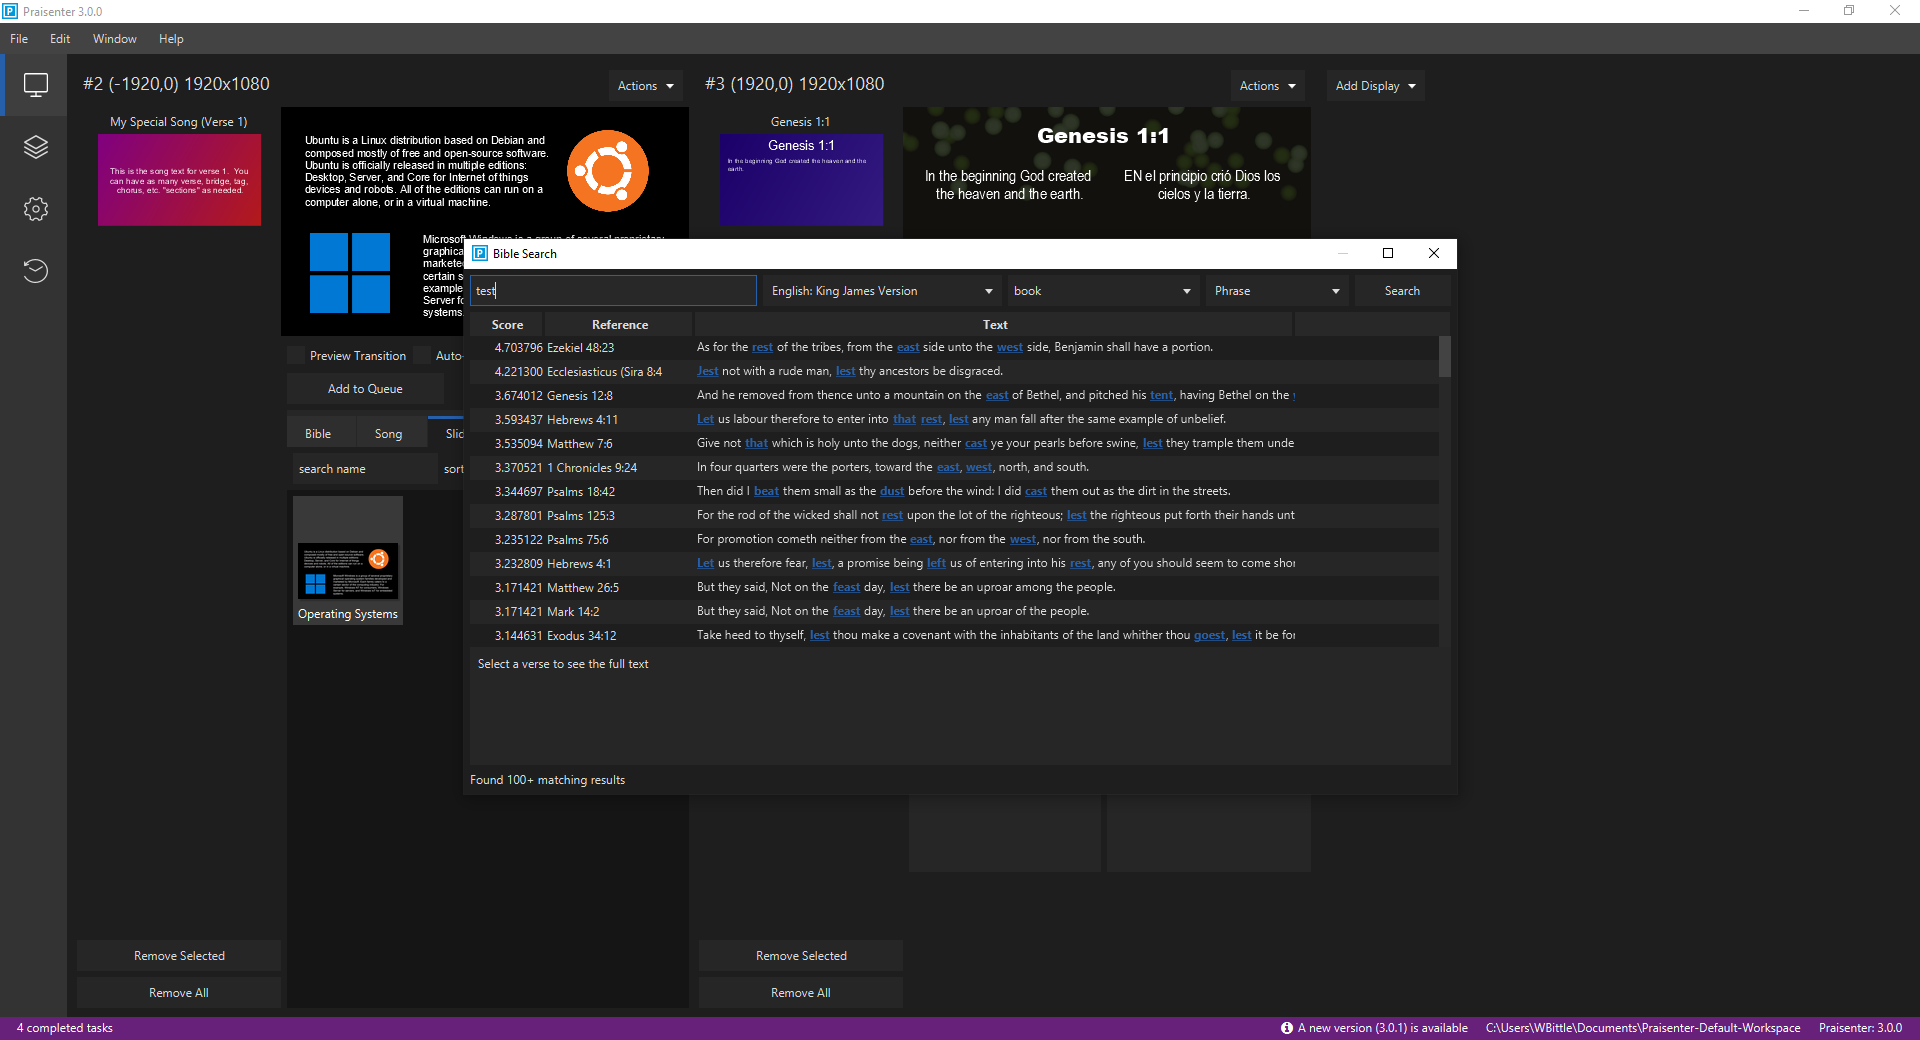 Praisenter 3.0.0
File Edit Window Help
#2 (-1920,0) 1920x1080
Actions
#3 (1920,0) 1920x1080
Actions
Add Display
My Special Song (Verse 1)
This is the song text for verse 1. You
can have as many verse, bridge, tag,
chorus, etc. "sections" as needed.
Ubuntu is a Linux distribution based on Debian and
composed mostly of free and open-source software.
Ubuntu is officially released in multiple editions:
Desktop, Server, and Core for Internet of things
devices and robots. All of the editions can run on a
computer alone, or in a virtual machine.
Genesis 1:1
Genesis 1:1
In the beginning God created the heaven and the
earth.
Genesis 1:1
In the beginning God created
the heaven and the earth.
EN el principio crió Dios los
cielos y la tierra.
Microsoft Windows is a group of several proprietary
graphica
markete
certain s
example
Server fo
systems.
Preview Transition
Auto-
Add to Queue
Bible Song Slid
search name
sort
Operating Systems
Bible Search
test
English: King James Version
book
Phrase
Search
Score Reference Text
4.703796 Ezekiel 48:23 As for the rest of the tribes, from the east side unto the west side, Benjamin shall have a portion.
4.221300 Ecclesiasticus (Sira 8:4 Jest not with a rude man, lest thy ancestors be disgraced.
3.674012 Genesis 12:8 And he removed from thence unto a mountain on the east of Bethel, and pitched his tent, having Bethel on the
3.593437 Hebrews 4:11 Let us labour therefore to enter into that rest, lest any man fall after the same example of unbelief.
3.535094 Matthew 7:6 Give not that which is holy unto the dogs, neither cast ye your pearls before swine, lest they trample them unde
3.370521 1 Chronicles 9:24 In four quarters were the porters, toward the east, west, north, and south.
3.344697 Psalms 18:42 Then did I beat them small as the dust before the wind: I did cast them out as the dirt in the streets.
3.287801 Psalms 125:3 For the rod of the wicked shall not rest upon the lot of the righteous; lest the righteous put forth their hands unt
3.235122 Psalms 75:6 For promotion cometh neither from the east, nor from the west, nor from the south.
3.232809 Hebrews 4:1 Let us therefore fear, lest, a promise being left us of entering into his rest, any of you should seem to come shor
3.171421 Matthew 26:5 But they said, Not on the feast day, lest there be an uproar among the people.
3.171421 Mark 14:2 But they said, Not on the feast day, lest there be an uproar of the people.
3.144631 Exodus 34:12 Take heed to thyself, lest thou make a covenant with the inhabitants of the land whither thou goest, lest it be for
Select a verse to see the full text
Found 100+ matching results
Remove Selected
Remove All
Remove Selected
Remove All
4 completed tasks
A new version (3.0.1) is available
C:\Users\WBittle\Documents\Praisenter-Default-Workspace
Praisenter: 3.0.0